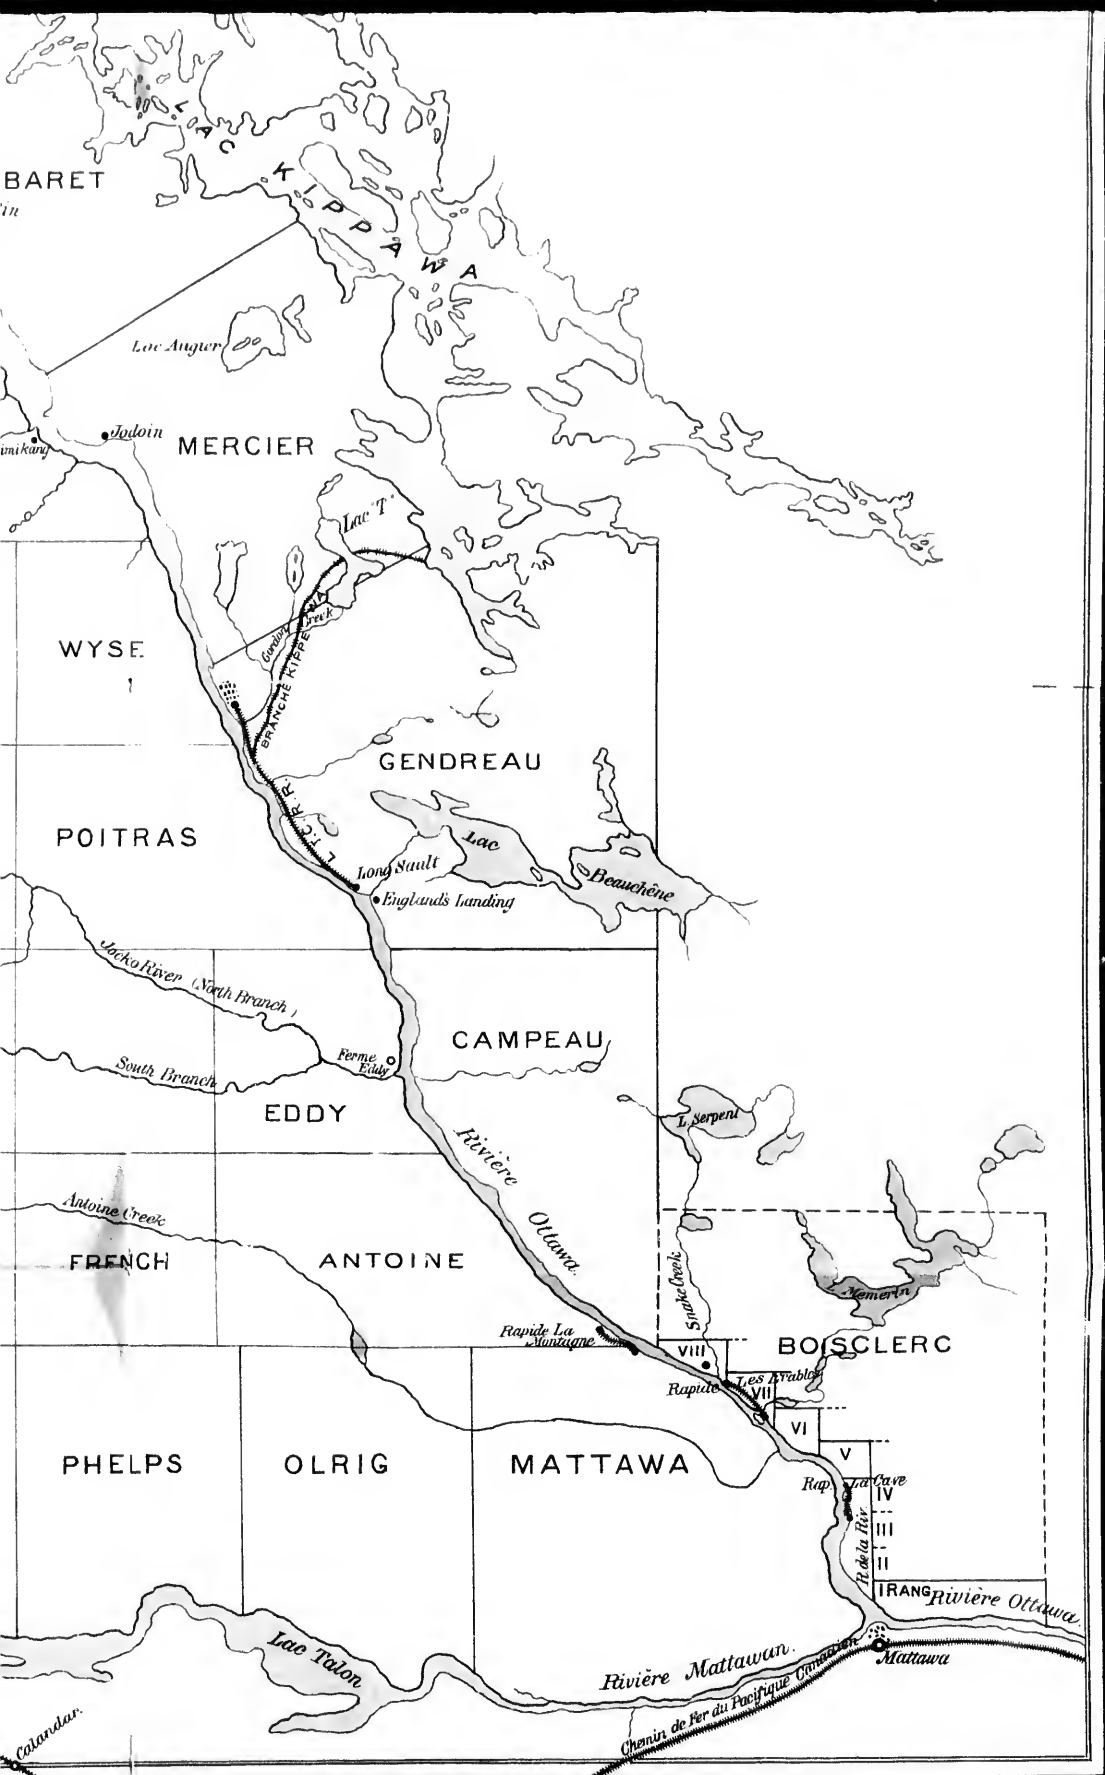 LAC KIPPAWA
BARET
Lac Augier
Jodoin
MERCIER
Lac "T"
WYSE
Gordon Creek
BRANCHE KIPPEWA
GENDREAU
POITRAS
L. T. C. R. R.
Long Sault
Lac Beauchêne
England's Landing
Jocko River (North Branch)
CAMPEAU
Ferme Eddy
South Branch
EDDY
L. Serpent
Rivière Ottawa
Antoine Creek
FRENCH
ANTOINE
Snake Creek
Rapide La Montagne
BOISCLERC
VIII
Rapide Les Erables
VII
VI
V
PHELPS
OLRIG
MATTAWA
Rap. La Cave
IV
III
II
R. de la Riv.
I RANG
Rivière Ottawa
Lac Talon
Rivière Mattawan.
Mattawa
Chemin de Fer du Pacifique Canadien
Calandar.